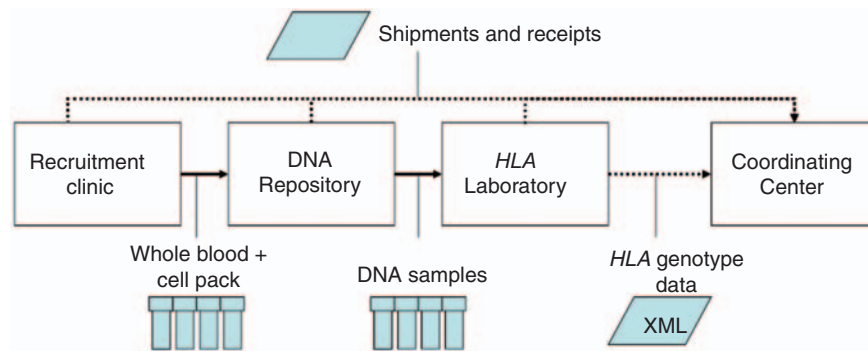 Shipments and receipts
Recruitment
clinic
DNA
Repository
HLA
Laboratory
Coordinating
Center
Whole blood +
cell pack
DNA samples
HLA genotype
data
XML